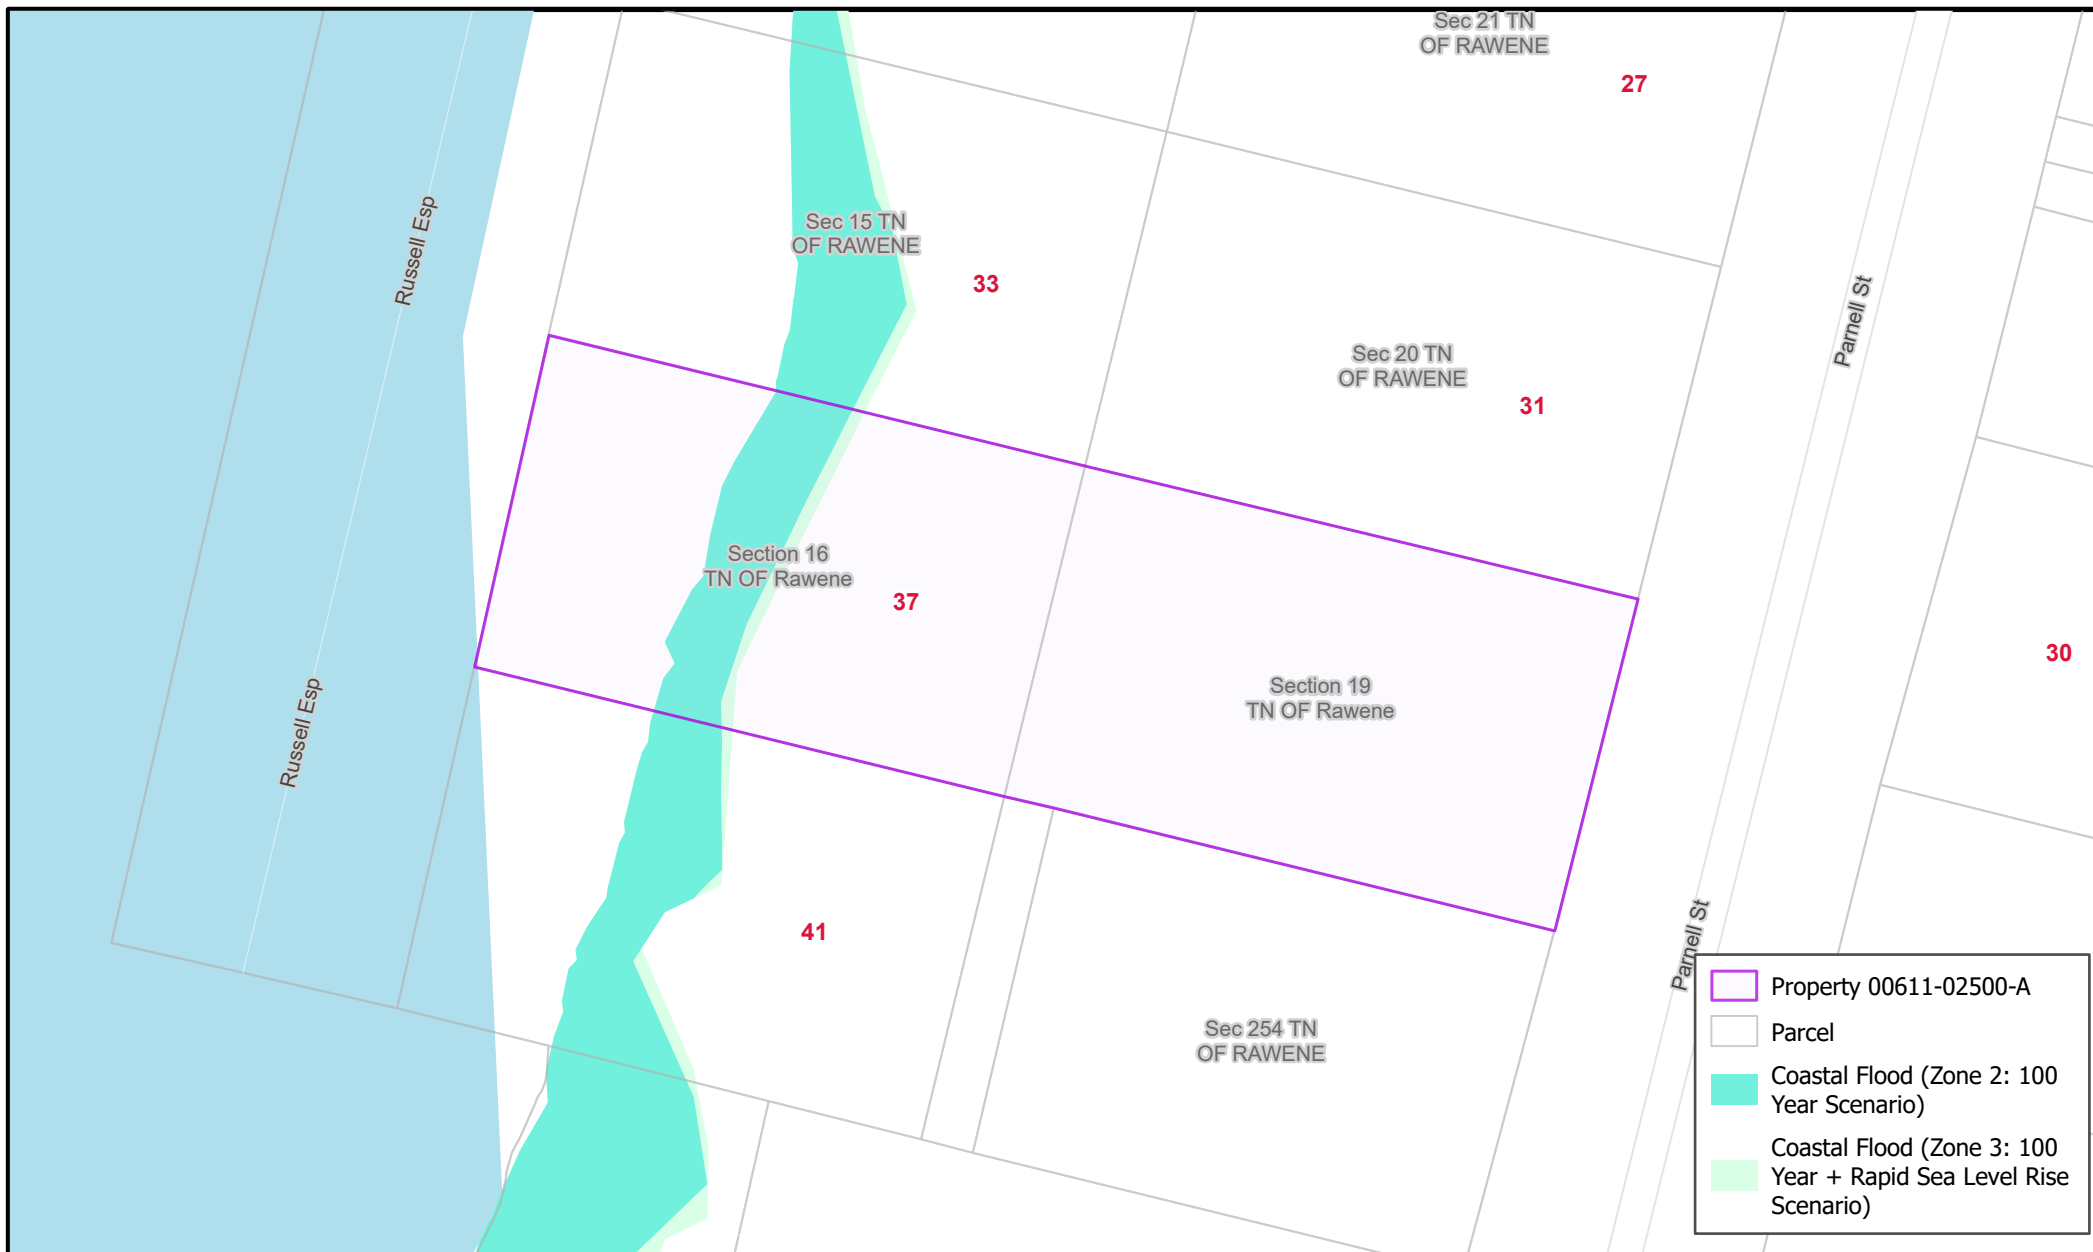 Sec 21 TN
OF RAWENE
27
Russell Esp
Sec 15 TN
OF RAWENE
33
Parnell St
Sec 20 TN
OF RAWENE
31
Section 16
TN OF Rawene
37
30
Russell Esp
Section 19
TN OF Rawene
41
Parnell St
Sec 254 TN
OF RAWENE
Property 00611-02500-A
Parcel
Coastal Flood (Zone 2: 100
Year Scenario)
Coastal Flood (Zone 3: 100
Year + Rapid Sea Level Rise
Scenario)